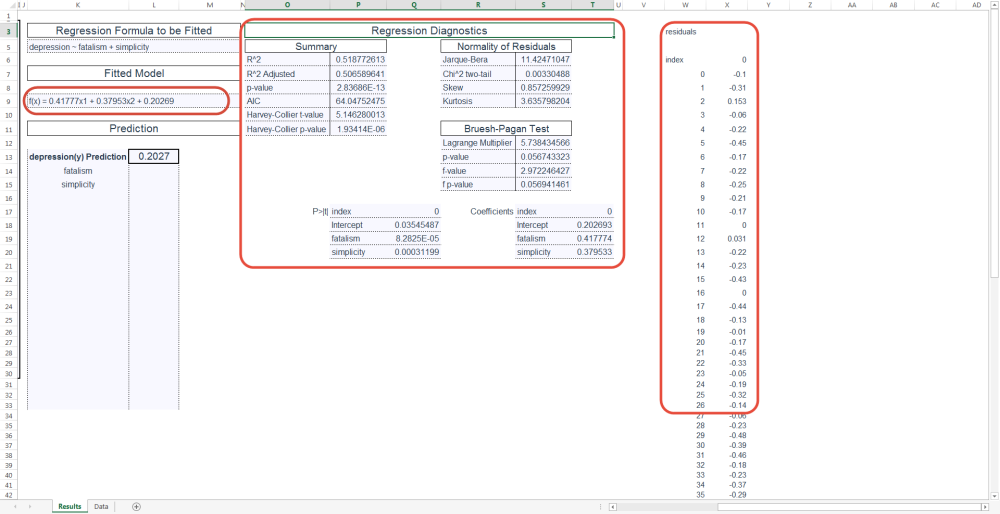 I J K L M N O P Q R S T U V W X Y Z AA AB AC AD
1
3 Regression Formula to be Fitted Regression Diagnostics residuals
5 depression ~ fatalism + simplicity Summary Normality of Residuals
6 R^2 0.518772613 Jarque-Bera 11.42471047 index 0
7 Fitted Model R^2 Adjusted 0.506589641 Chi^2 two-tail 0.00330488 0 -0.1
8 p-value 2.83686E-13 Skew 0.857259929 1 -0.31
9 f(x) = 0.41777x1 + 0.37953x2 + 0.20269 AIC 64.04752475 Kurtosis 3.635798204 2 0.153
10 Harvey-Collier t-value 5.146280013 3 -0.06
11 Prediction Harvey-Collier p-value 1.93414E-06 Bruesh-Pagan Test 4 -0.22
12 Lagrange Multiplier 5.738434566 5 -0.45
13 depression(y) Prediction 0.2027 p-value 0.056743323 6 -0.17
14 fatalism f-value 2.972246427 7 -0.22
15 simplicity f p-value 0.056941461 8 -0.25
16 9 -0.21
17 P>|t| index 0 Coefficients index 0 10 -0.17
18 Intercept 0.03545487 Intercept 0.202693 11 0
19 fatalism 8.2825E-05 fatalism 0.417774 12 0.031
20 simplicity 0.00031199 simplicity 0.379533 13 -0.22
21 14 -0.23
22 15 -0.43
23 16 0
24 17 -0.44
25 18 -0.13
26 19 -0.01
27 20 -0.17
28 21 -0.45
29 22 -0.33
30 23 -0.05
31 24 -0.19
32 25 -0.32
33 26 -0.14
34 27 -0.06
35 28 -0.23
36 29 -0.48
37 30 -0.39
38 31 -0.46
39 32 -0.18
40 33 -0.23
41 34 -0.37
42 35 -0.29
Results Data